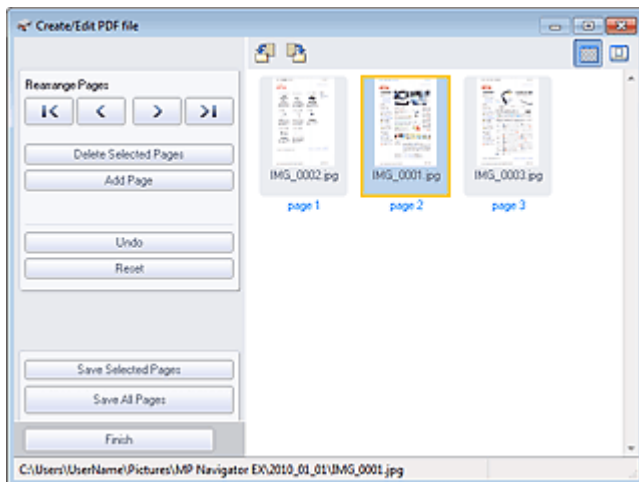 Create/Edit PDF file
Rearrange Pages
Delete Selected Pages
Add Page
Undo
Reset
Save Selected Pages
Save All Pages
Finish
IMG_0002.jpg
IMG_0001.jpg
IMG_0003.jpg
page 1
page 2
page 3
C:\Users\UserName\Pictures\MP Navigator EX\2010_01_01\IMG_0001.jpg